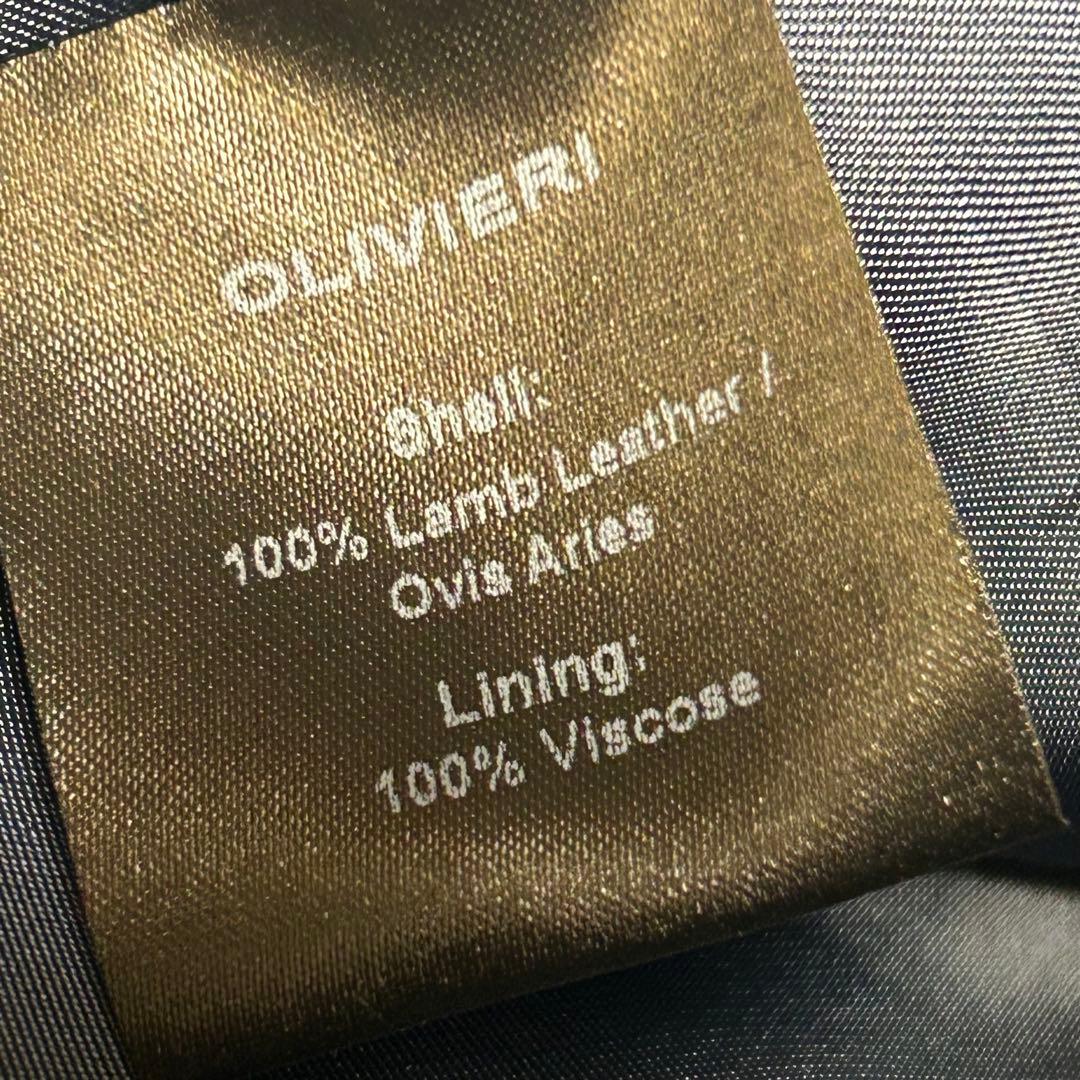 OLIVIERI
Shell:
100% Lamb Leather /
Ovis Aries
Lining:
100% Viscose